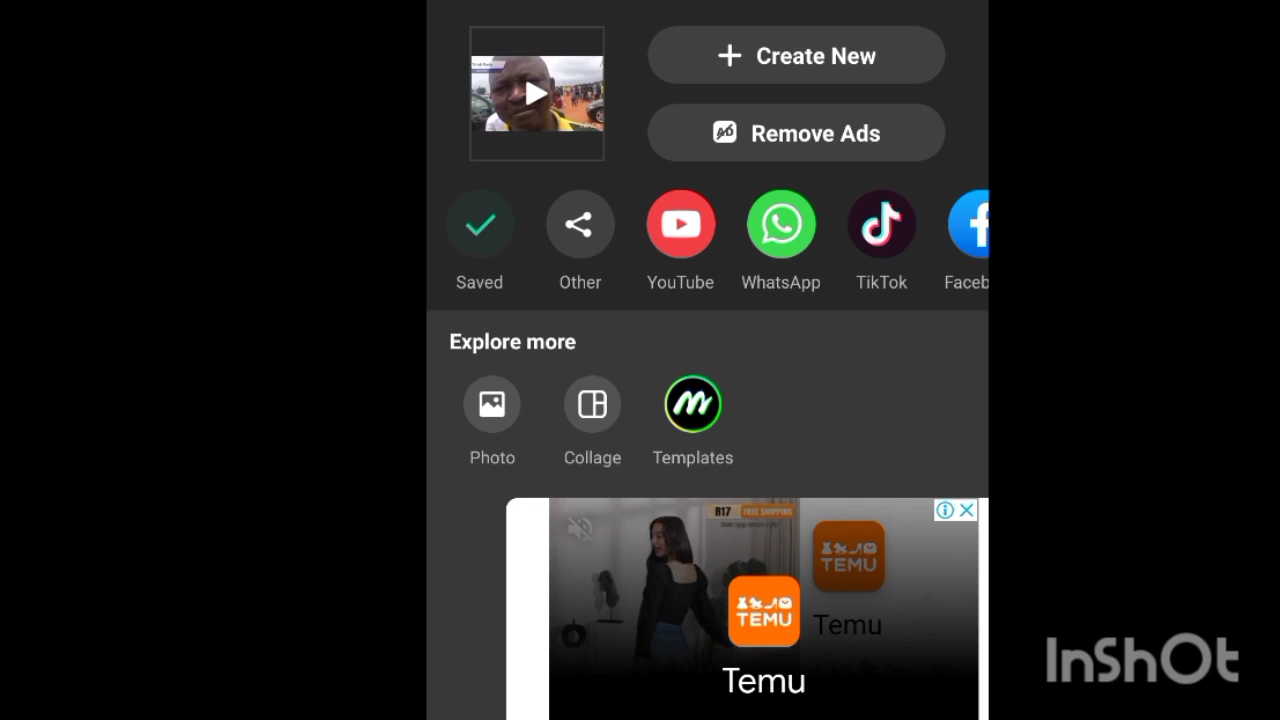 Create New
Remove Ads
Saved
Other
YouTube
WhatsApp
TikTok
Faceb
Explore more
Photo
Collage
Templates
R17 FREE SHIPPING
TEMU
Temu
TEMU
Temu
InShOt